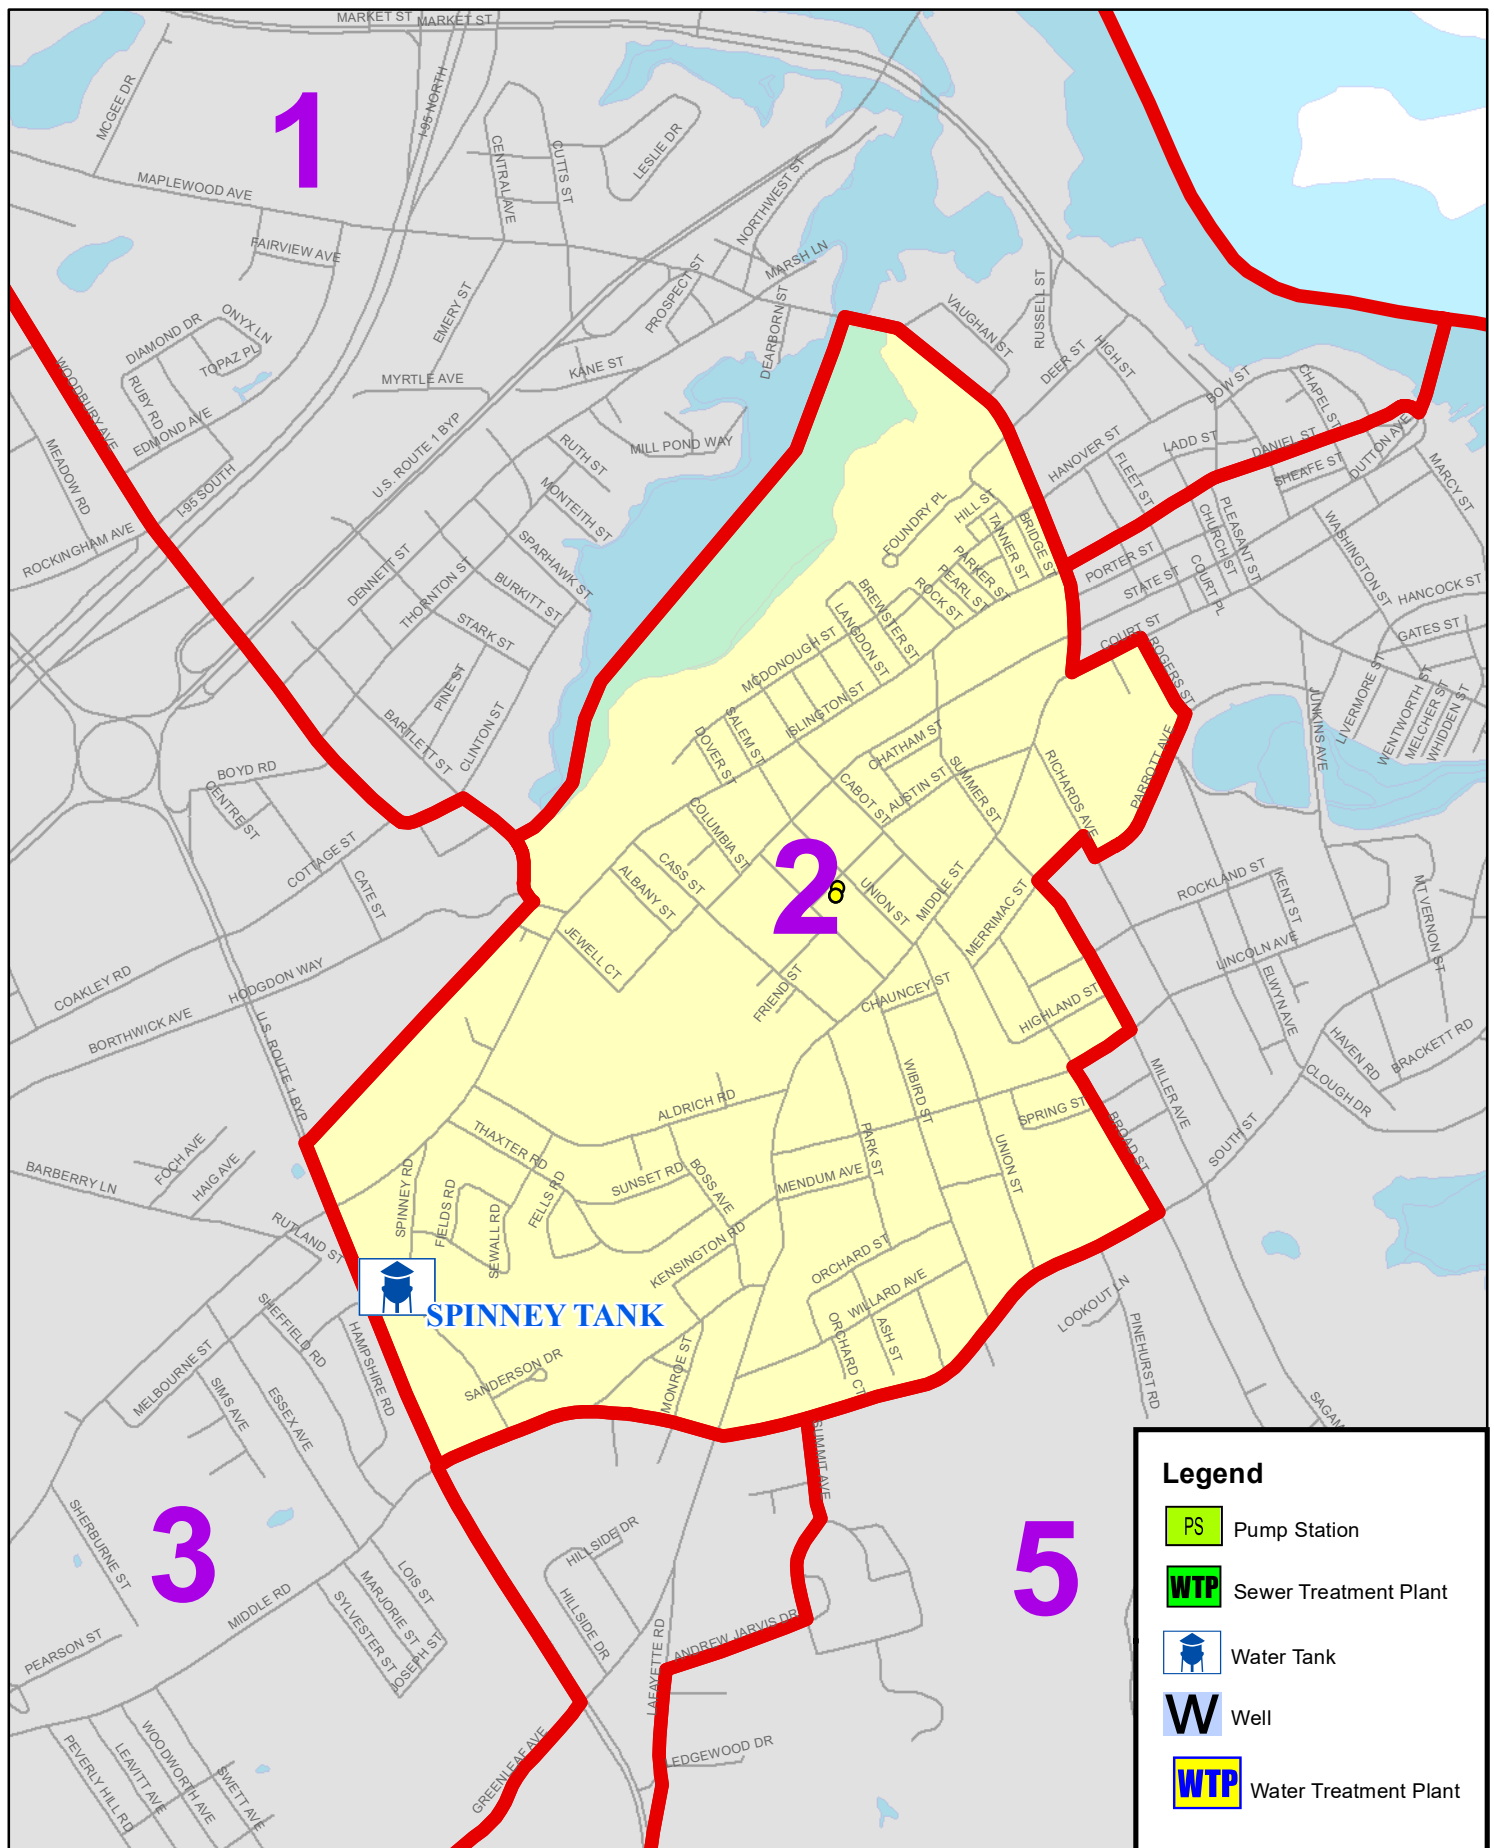 MARKET ST
MARKET ST
MCGEE DR
1
I-95 NORTH
CENTRAL AVE
CUTTS ST
LESLIE DR
MAPLEWOOD AVE
NORTHWEST ST
FAIRVIEW AVE
MARSH LN
PROSPECT ST
EMERY ST
DEARBORN ST
RUSSELL ST
VAUGHAN ST
ONYX LN
DIAMOND DR
TOPAZ PL
DEER ST
HIGH ST
WOODBURY AVE
RUBY RD
MYRTLE AVE
KANE ST
BOW ST
CHAPEL ST
EDMOND AVE
U.S. ROUTE 1 BYP
MILL POND WAY
RUTH ST
HANOVER ST
LADD ST
DANIEL ST
DUTTON AVE
MEADOW RD
I-95 SOUTH
MONTEITH ST
FLEET ST
SHEAFE ST
MARCY ST
FOUNDRY PL
HILL ST
ROCKINGHAM AVE
SPARHAWK ST
TANNER ST
BRIDGE ST
CHURCH ST
PLEASANT ST
WASHINGTON ST
DENNETT ST
THORNTON ST
BURKITT ST
PARKER ST
PEARL ST
ROCK ST
PORTER ST
STATE ST
COURT PL
HANCOCK ST
BREWSTER ST
LANGDON ST
STARK ST
COURT ST
GATES ST
MCDONOUGH ST
PINE ST
ROGERS ST
LIVERMORE ST
WENTWORTH ST
MELCHER ST
WHIDDEN ST
ISLINGTON ST
JUNKINS AVE
BARTLETT ST
CLINTON ST
SALEM ST
DOVER ST
CHATHAM ST
BOYD RD
CABOT ST
AUSTIN ST
SUMMER ST
RICHARDS AVE
PARROTT AVE
CENTRE ST
COLUMBIA ST
COTTAGE ST
CATE ST
CASS ST
ALBANY ST
2
UNION ST
MIDDLE ST
MERRIMAC ST
ROCKLAND ST
KENT ST
MT VERNON ST
JEWELL CT
LINCOLN AVE
COAKLEY RD
HODGDON WAY
FRIEND ST
CHAUNCEY ST
HIGHLAND ST
ELWYN AVE
BORTHWICK AVE
U.S. ROUTE 1 BYP
HAVEN RD
BRACKETT RD
WIBIRD ST
MILLER AVE
CLOUGH DR
ALDRICH RD
SPRING ST
BROAD ST
SOUTH ST
FOCH AVE
THAXTER RD
PARK ST
UNION ST
BARBERRY LN
HAIG AVE
SPINNEY RD
FIELDS RD
SEWALL RD
FELLS RD
SUNSET RD
BOSS AVE
MENDUM AVE
RUTLAND ST
KENSINGTON RD
ORCHARD ST
WILLARD AVE
LOOKOUT LN
SPINNEY TANK
SHEFFIELD RD
HAMPSHIRE RD
MELBOURNE ST
ORCHARD CT
ASH ST
PINEHURST RD
MONROE ST
SANDERSON DR
SIMS AVE
ESSEX AVE
SAGAM
SUMMIT AVE
3
SHERBURNE ST
HILLSIDE DR
5
LOIS ST
MARJORIE ST
SYLVESTER ST
JOSEPH ST
MIDDLE RD
HILLSIDE DR
PEARSON ST
LAFAYETTE RD
ANDREW JARVIS DR
PEVERLY HILL RD
LEAVITT AVE
WOODWORTH AVE
SWETT AVE
GREENLEAF AVE
EDGEWOOD DR
Legend
PS Pump Station
WTP Sewer Treatment Plant
Water Tank
W Well
WTP Water Treatment Plant